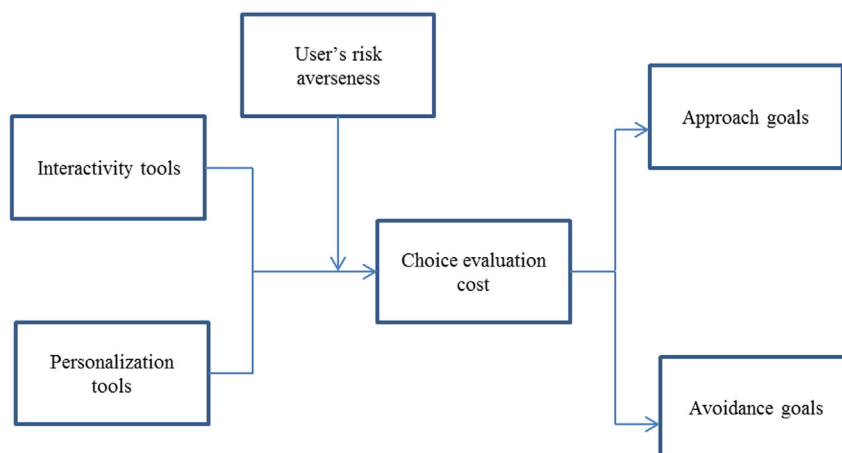 User’s risk
averseness
Approach goals
Interactivity tools
Choice evaluation
cost
Personalization
tools
Avoidance goals